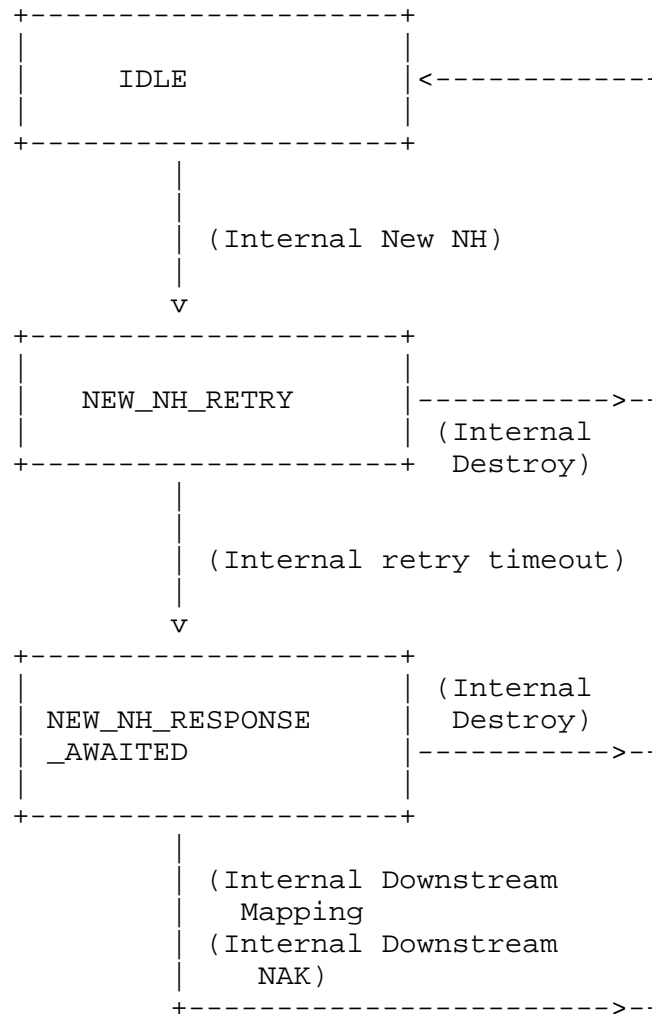 IDLE
(Internal New NH)
NEW_NH_RETRY
(Internal
Destroy)
(Internal retry timeout)
(Internal
NEW_NH_RESPONSE Destroy)
_AWAITED
(Internal Downstream
Mapping
(Internal Downstream
NAK)